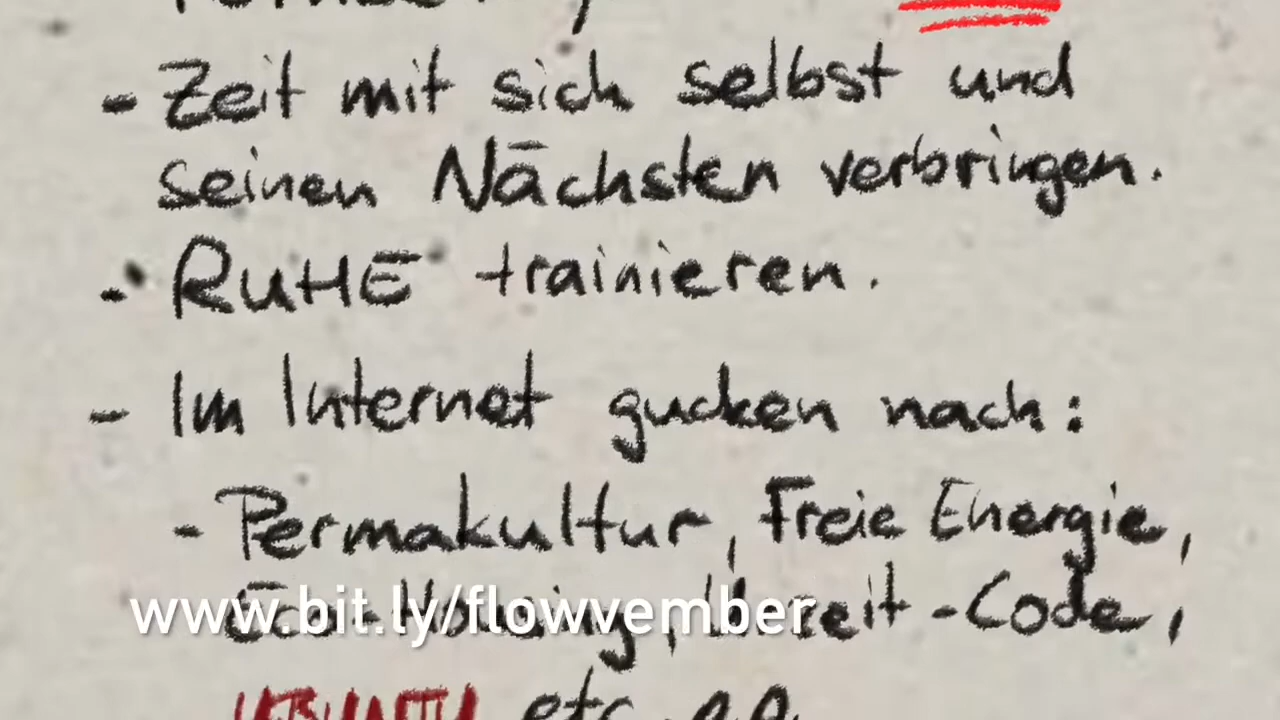 - Zeit mit sich selbst und
seinen Nächsten verbringen.
- RUHE trainieren.
- Im Internet gucken nach:
- Permakultur, Freie Energie,
www.bit.ly/flowvember
-Code,
UBUNTU etc. p.p.